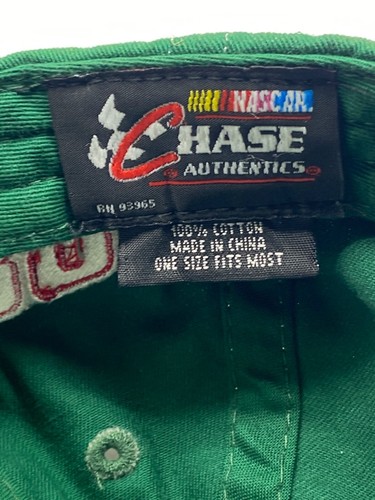 NASCAR.
CHASE
AUTHENTICS
RN 93965
100% COTTON
MADE IN CHINA
ONE SIZE FITS MOST